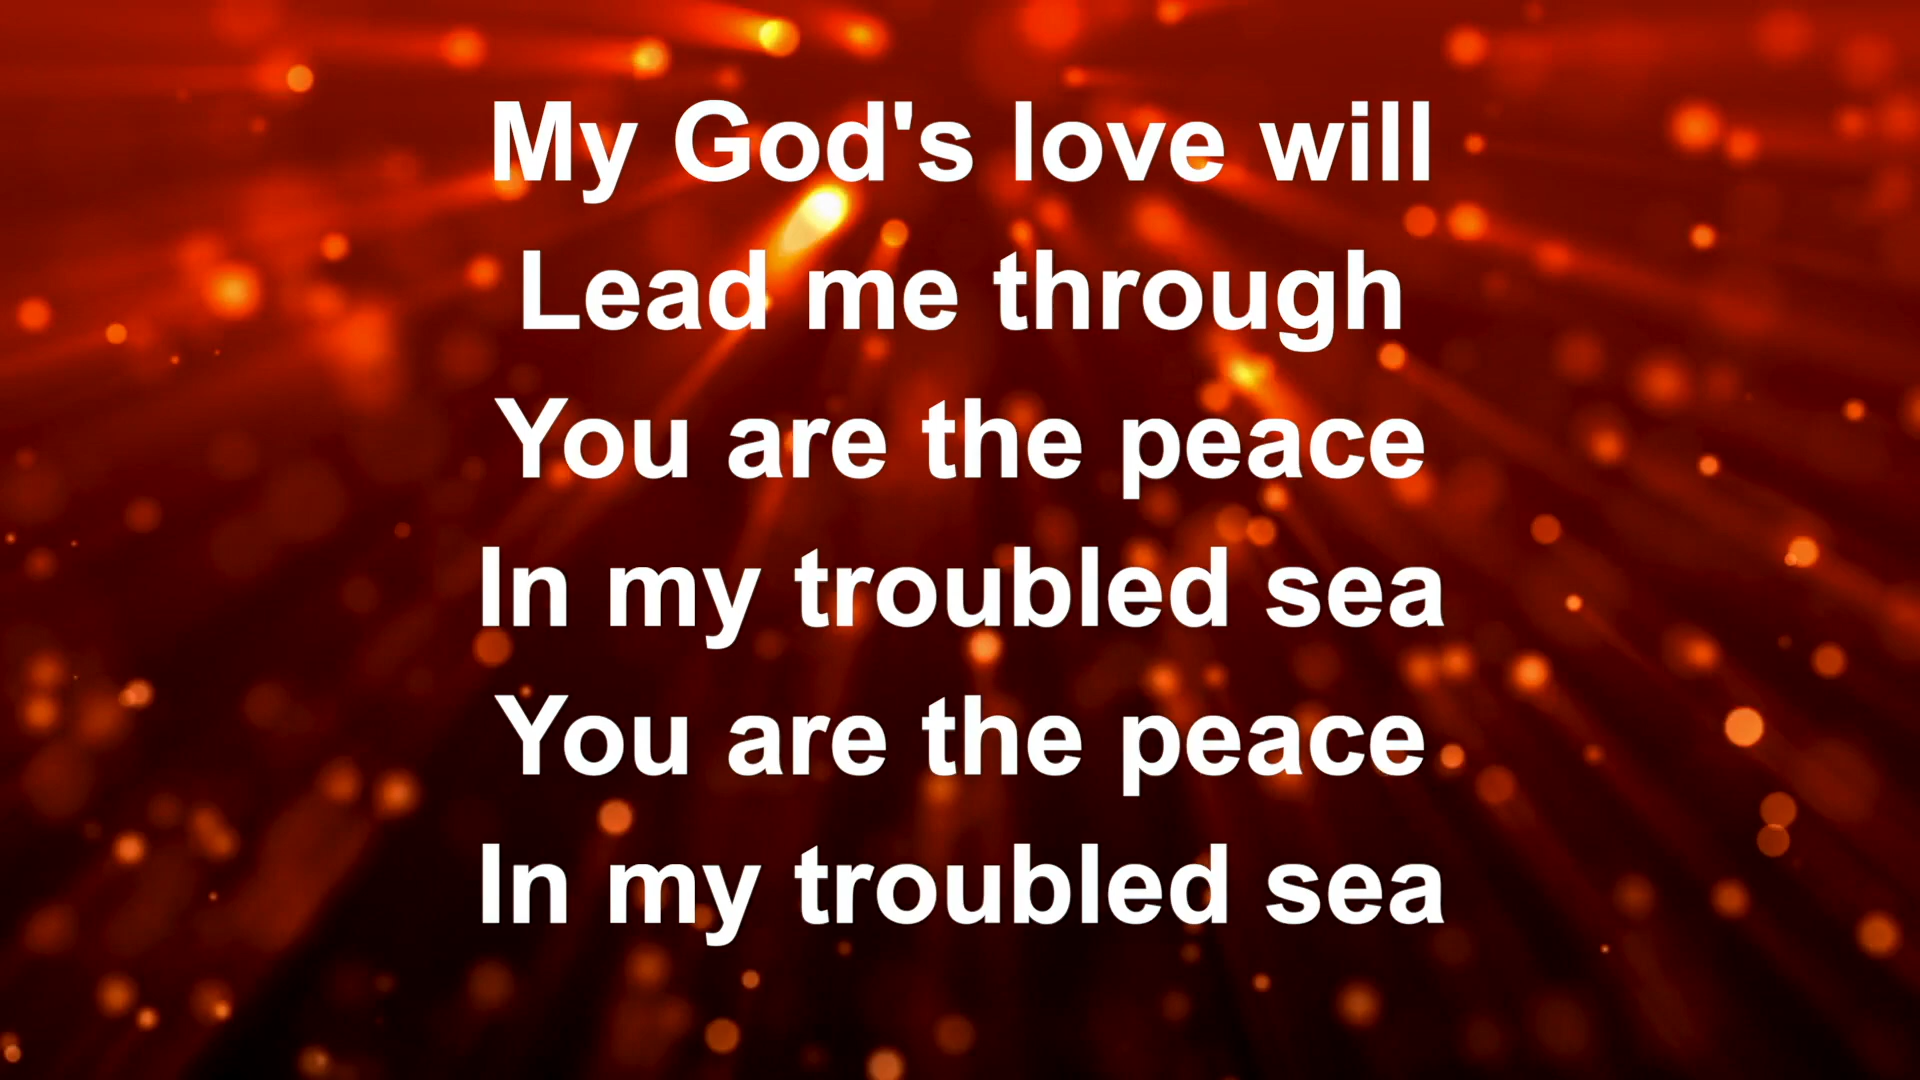 My God's love will
Lead me through
You are the peace
In my troubled sea
You are the peace
In my troubled sea